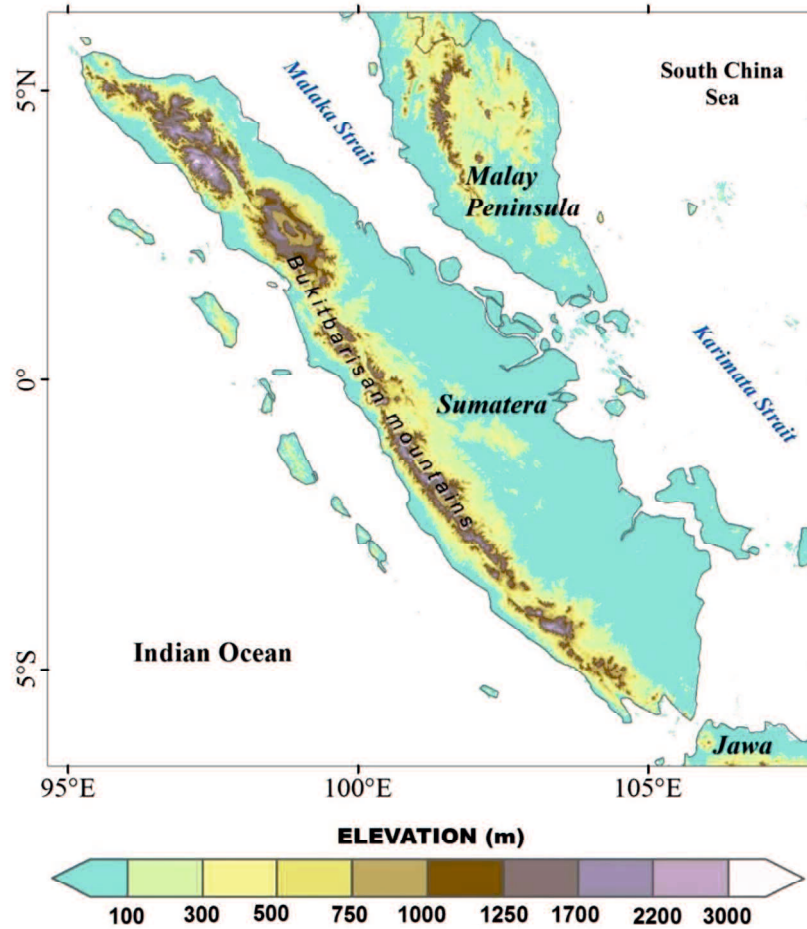 5°N
0°
5°S
Malaka Strait
South China
Sea
Malay
Peninsula
Karimata Strait
Bukitbarisan mountains
Sumatera
Indian Ocean
Jawa
95°E 100°E 105°E
ELEVATION (m)
100 300 500 750 1000 1250 1700 2200 3000